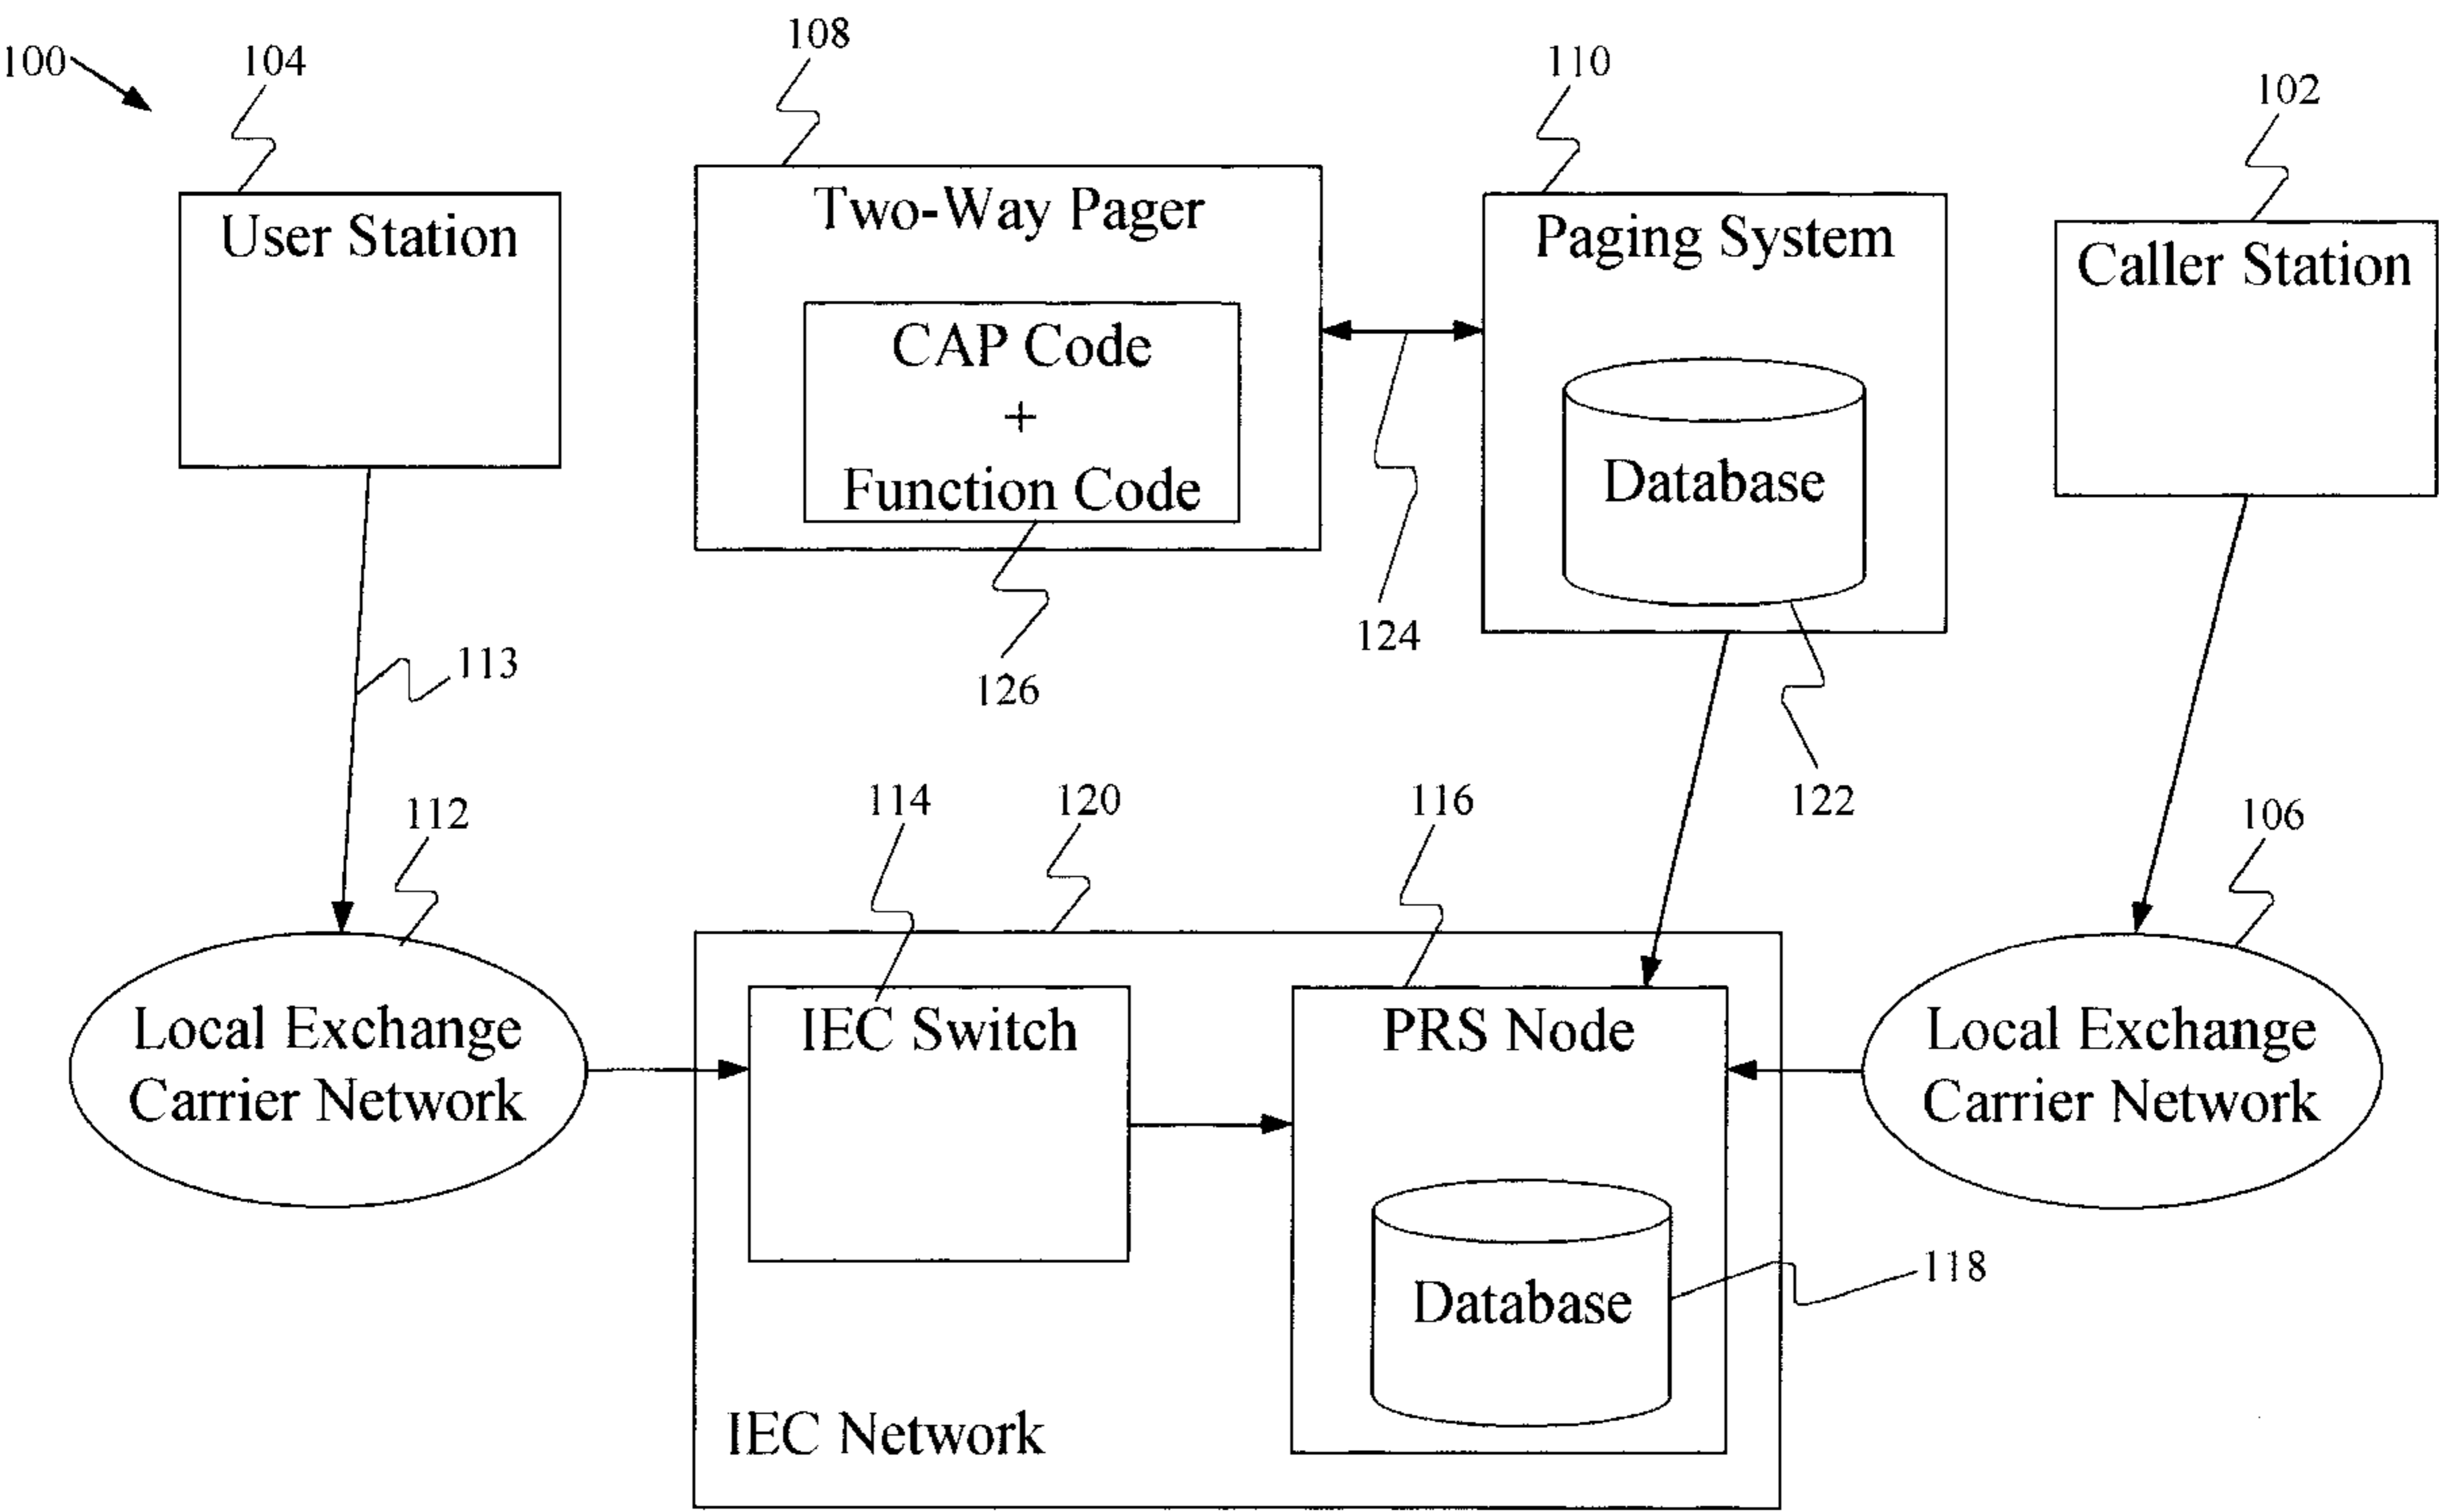 100
104
108
110
102
User Station
Two-Way Pager
CAP Code
+
Function Code
Paging System
Database
Caller Station
113
126
124
122
112
114
120
116
106
Local Exchange
Carrier Network
IEC Switch
PRS Node
Database
118
IEC Network
Local Exchange
Carrier Network